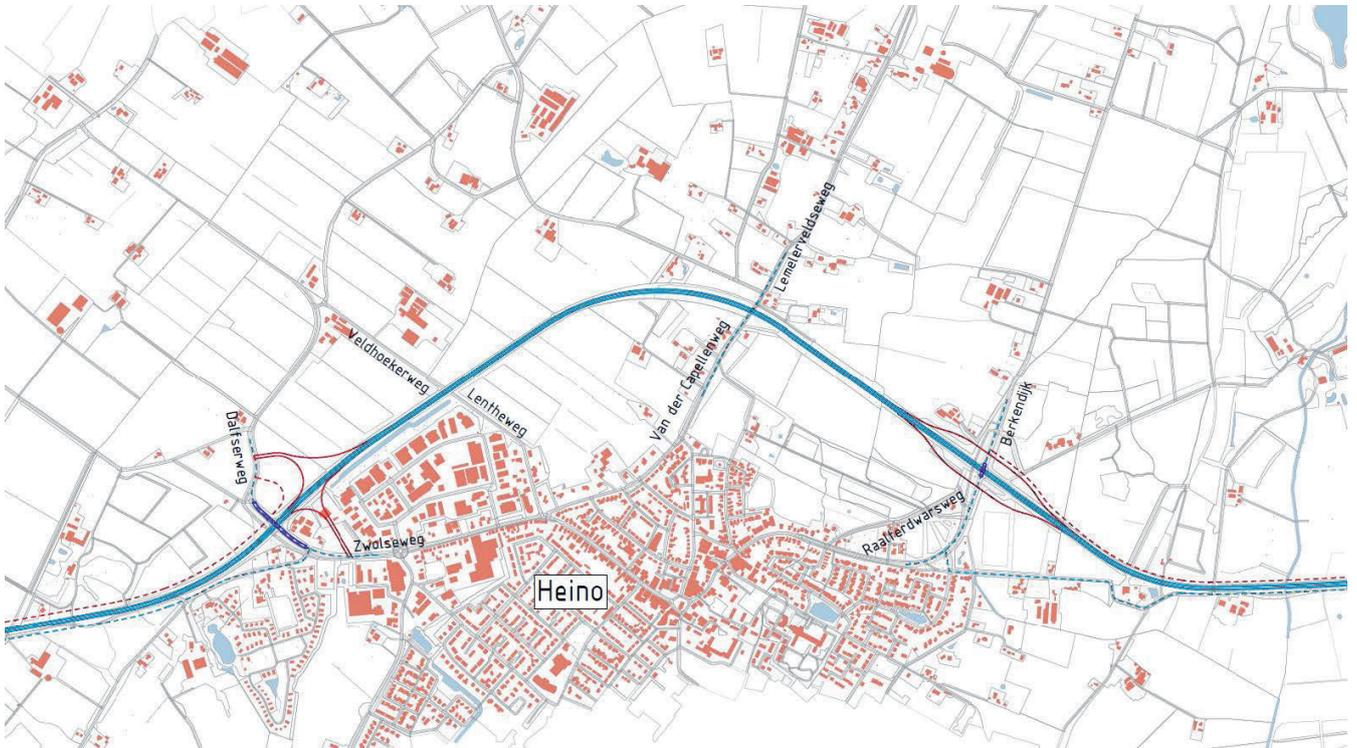 Lemelerveldseweg
Veldhoekerweg
Van der Capellenweg
Lentheweg
Dalfserweg
Berkendijk
Raalterdwarsweg
Zwolseweg
Heino